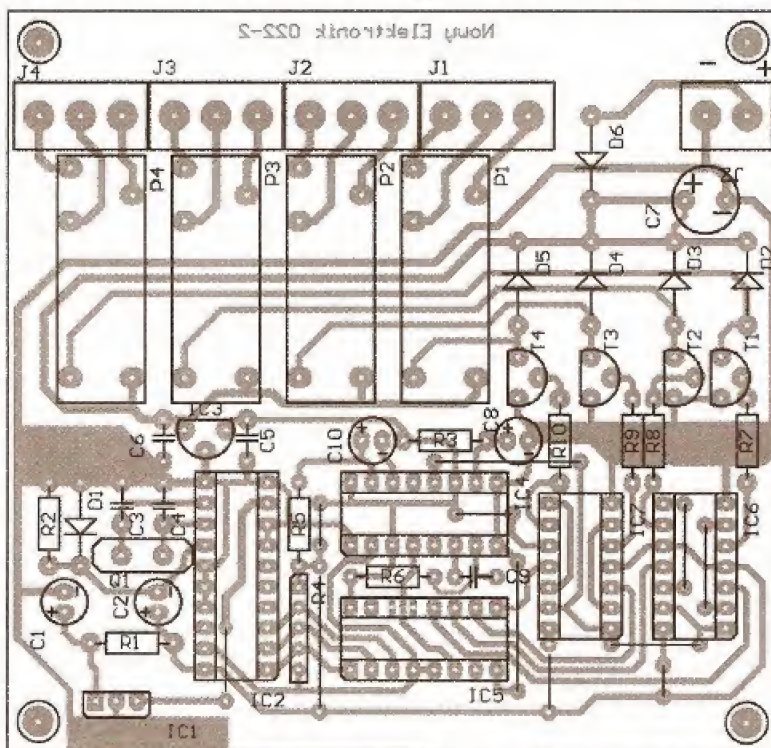 Nowy Elektronik 022-2
J4 J3 J2 J1 - +
D6
P4 P3 P2 P1 C7 + - J2
D5 D4 D3 D2
T4 T3 T2 T1
IC3
C6 C5 C10 + - R3 C8 + - R10 R9 R8 R7
R2 D1 C3 C4 R5 IC4 IC7 IC6
Q1 R6 C9
C1 + - C2 + - R4
R1
IC2 IC5
IC1